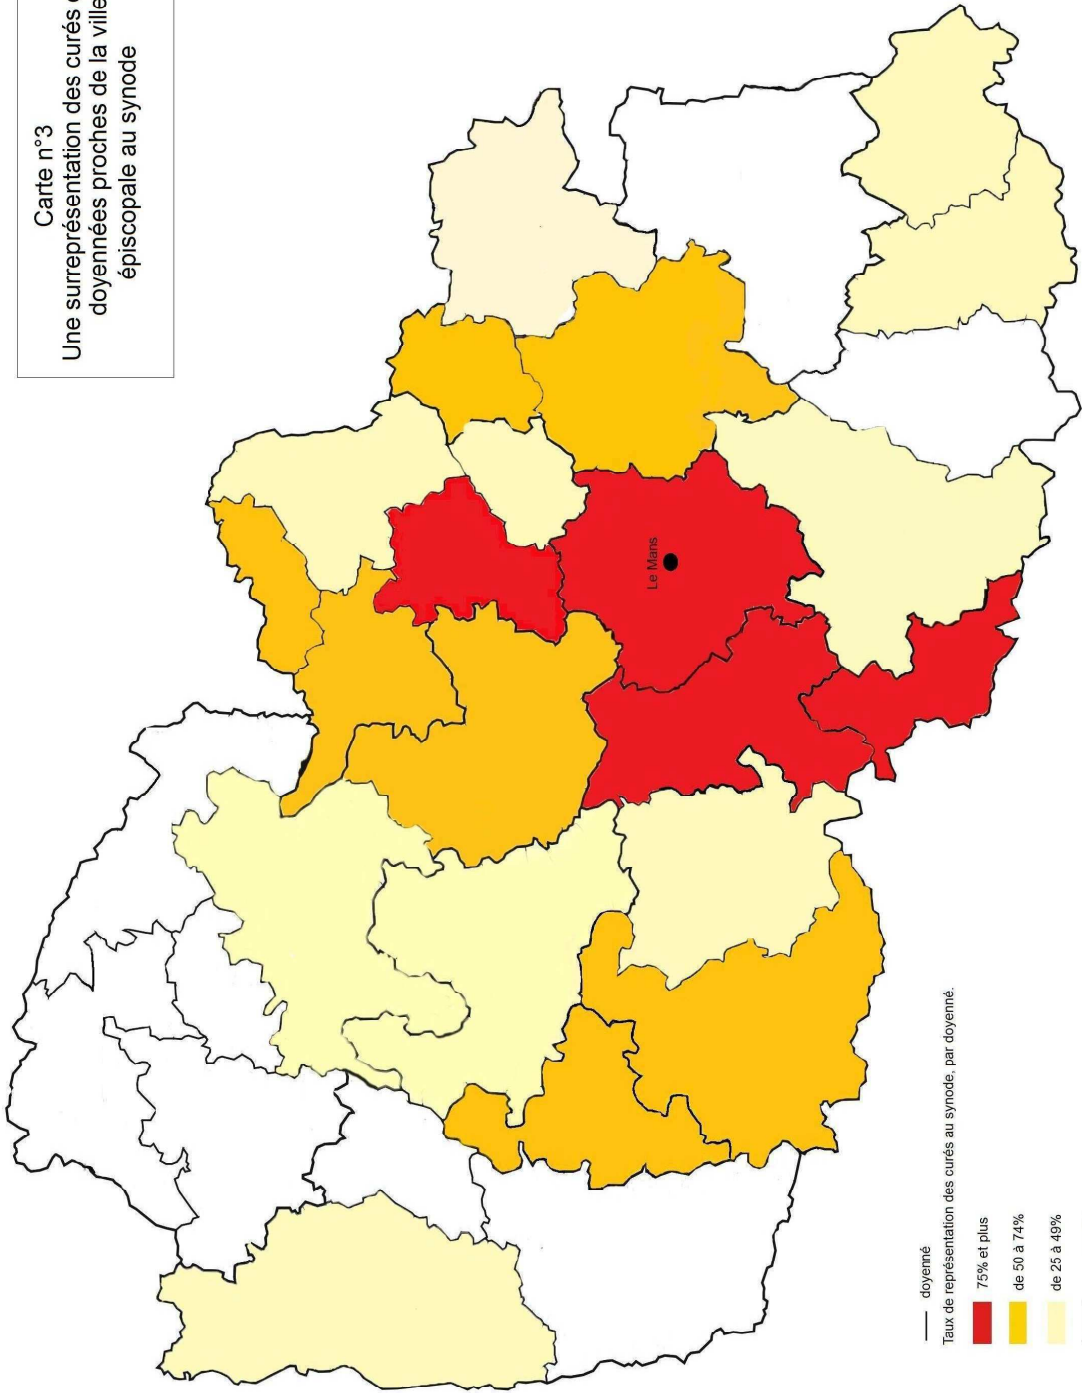 Carte n°3
Une surreprésentation des curés
doyennées proches de la ville
épiscopale au synode
Le Mans
doyenné
Taux de représentation des curés au synode, par doyenné.
75% et plus
de 50 à 74%
de 25 à 49%